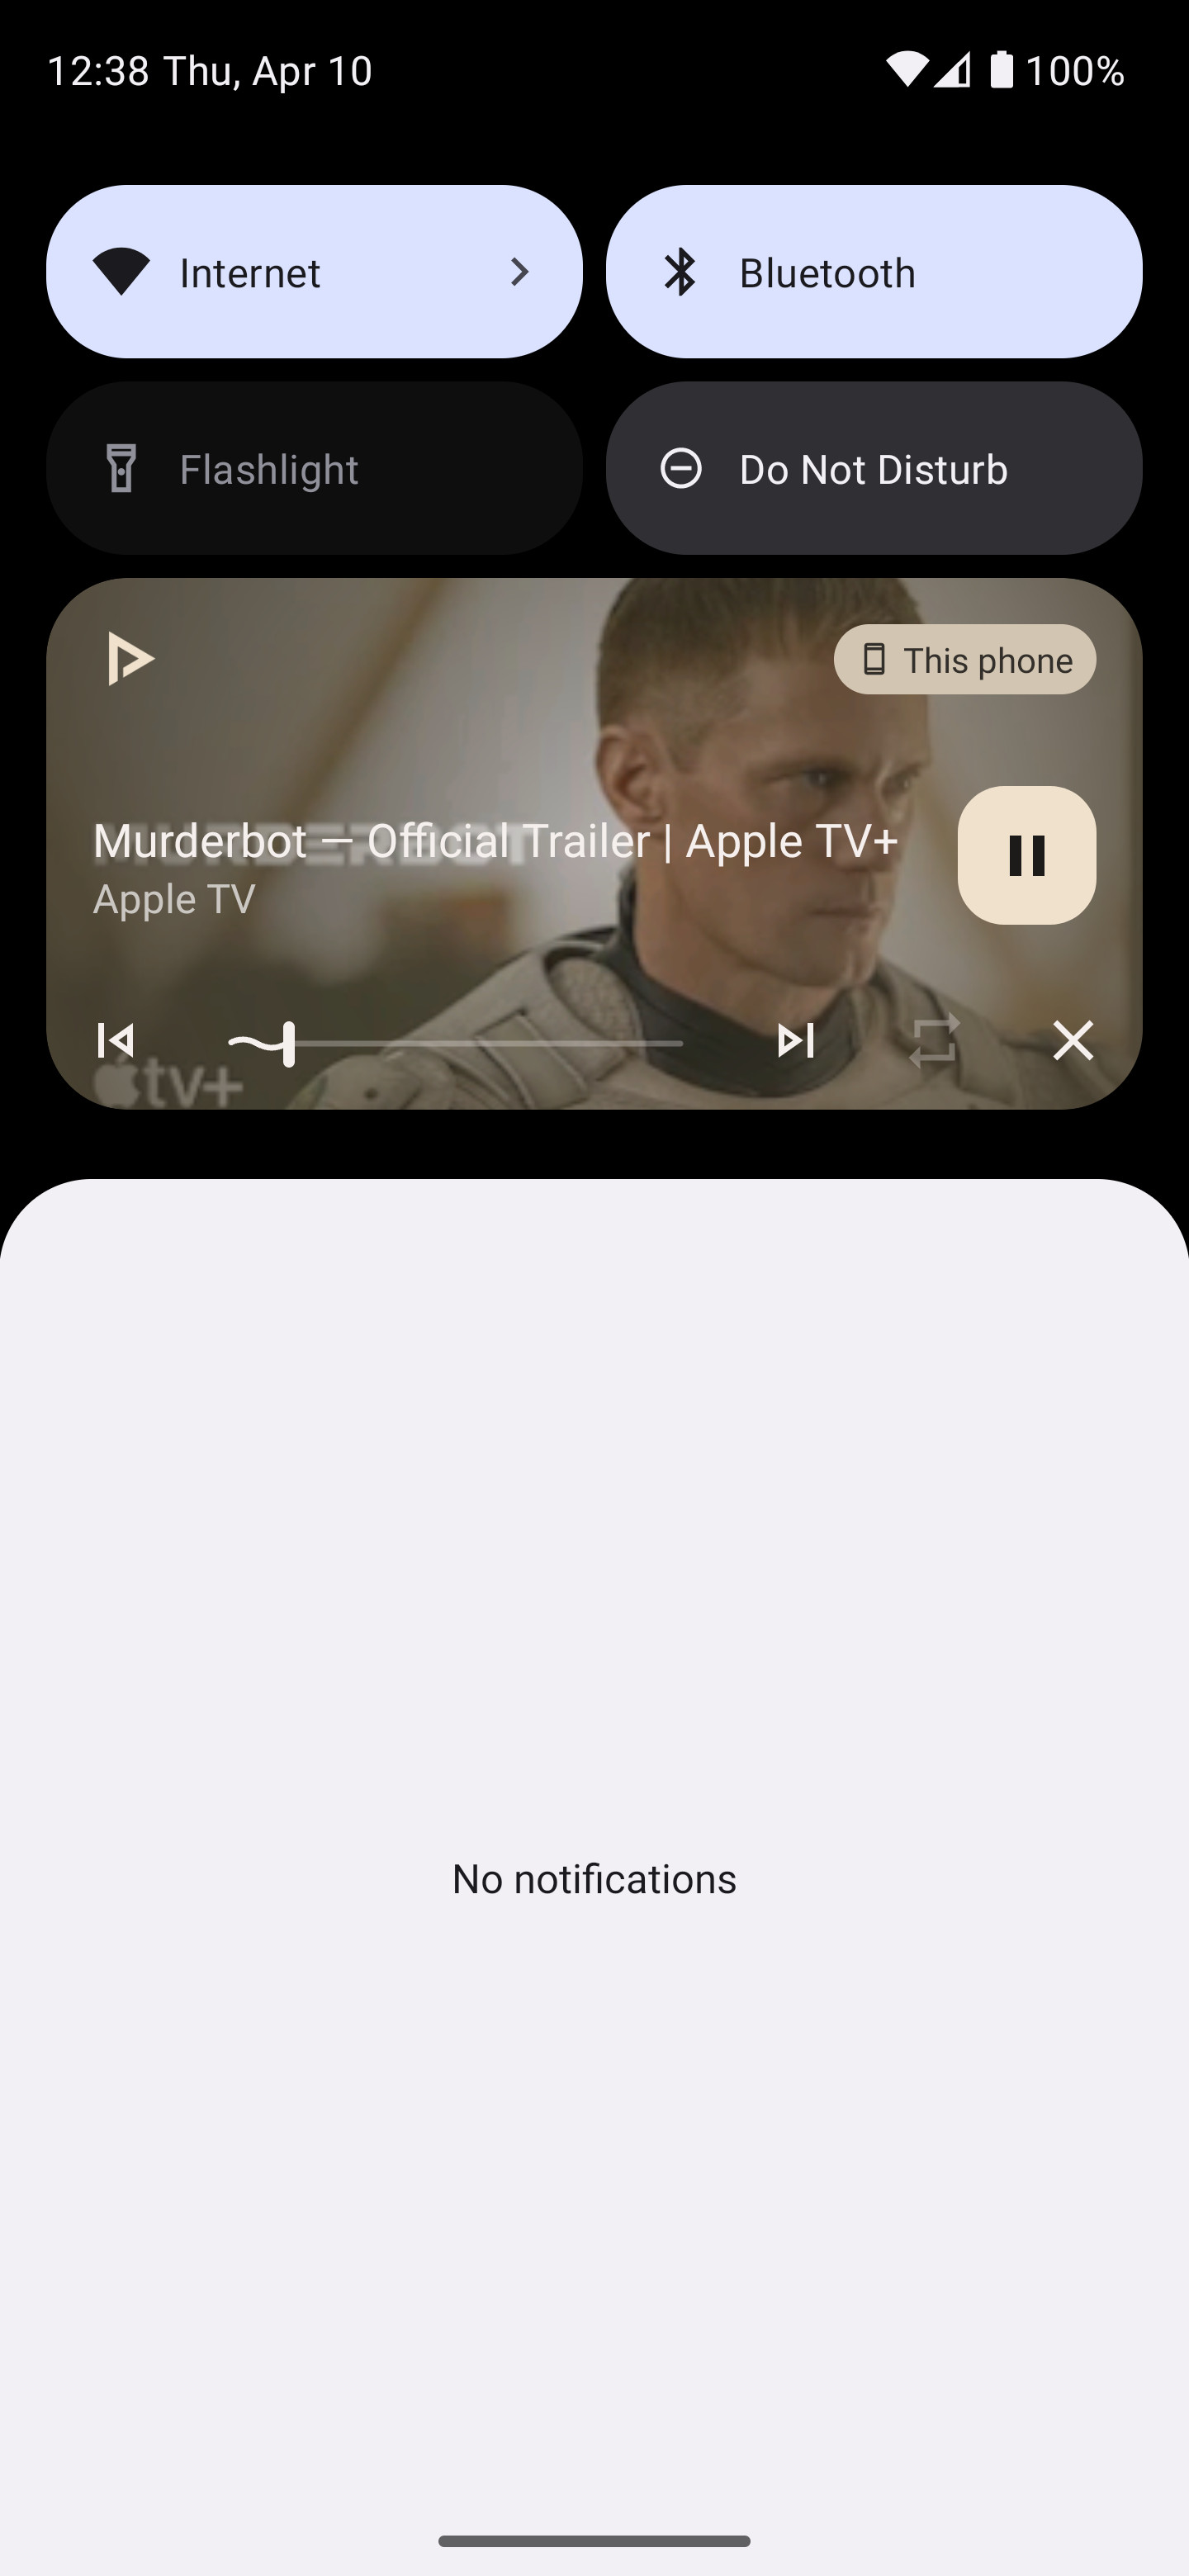 12:38 Thu, Apr 10
100%
Internet
Bluetooth
Flashlight
Do Not Disturb
This phone
Murderbot — Official Trailer | Apple TV+
Apple TV
tv+
No notifications